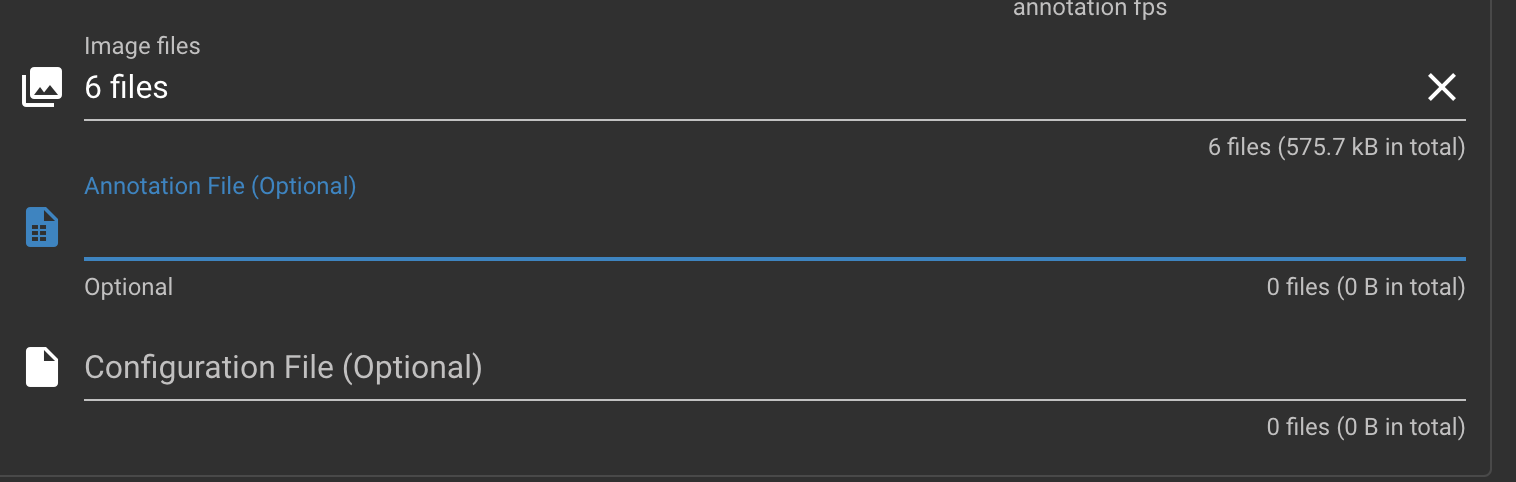 annotation fps
Image files
6 files
6 files (575.7 kB in total)
Annotation File (Optional)
Optional
0 files (0 B in total)
Configuration File (Optional)
0 files (0 B in total)